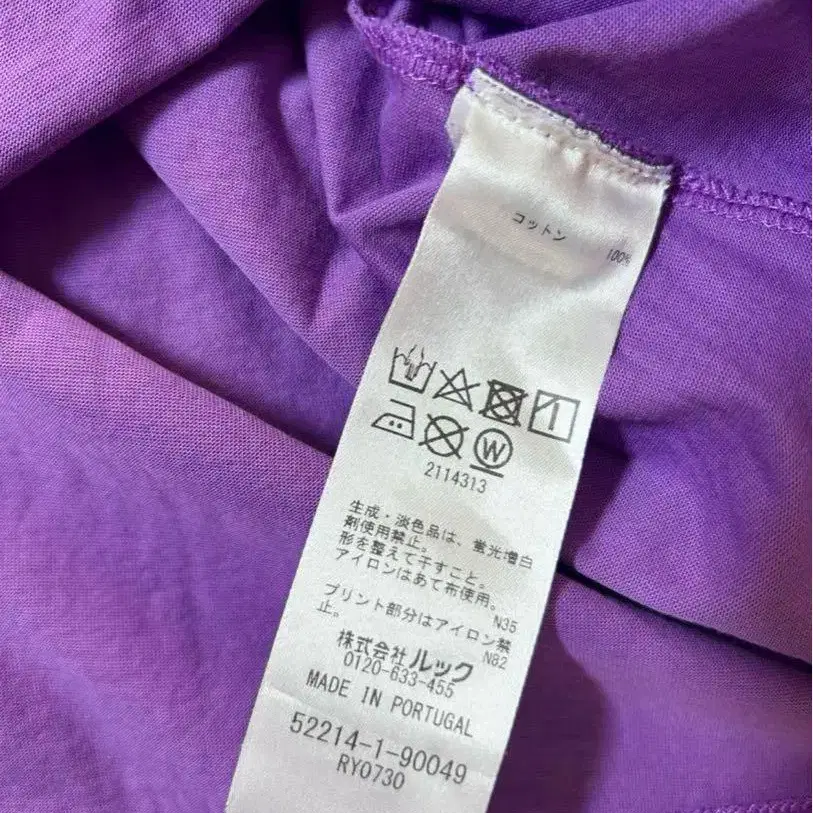 コットン 100%
W
2114313
生成・淡色品は、蛍光増白
剤使用禁止。
形を整えて干すこと。
アイロンはあて布使用。
N35
プリント部分はアイロン禁
止。
N82
株式会社ルック
0120-633-455
MADE IN PORTUGAL
52214-1-90049
RY0730